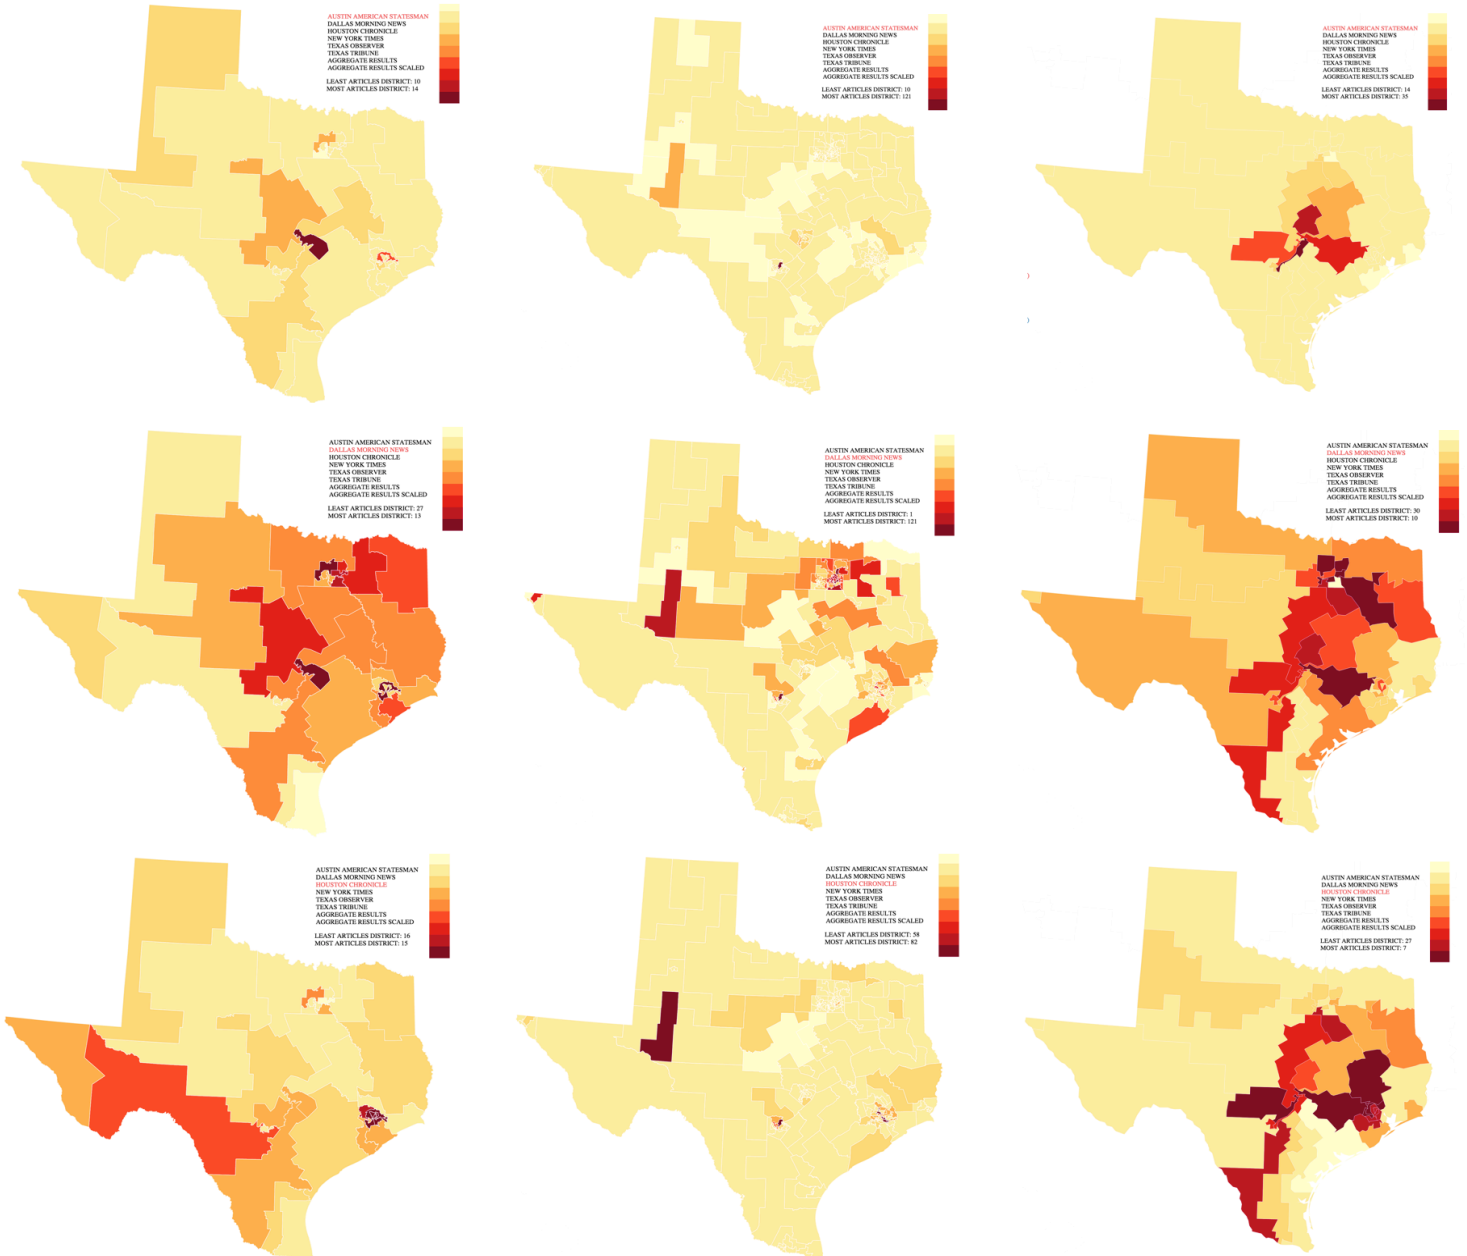 AUSTIN AMERICAN STATESMAN
DALLAS MORNING NEWS
HOUSTON CHRONICLE
NEW YORK TIMES
TEXAS OBSERVER
TEXAS TRIBUNE
AGGREGATE RESULTS
AGGREGATE RESULTS SCALED
LEAST ARTICLES DISTRICT: 10
MOST ARTICLES DISTRICT: 14
AUSTIN AMERICAN STATESMAN
DALLAS MORNING NEWS
HOUSTON CHRONICLE
NEW YORK TIMES
TEXAS OBSERVER
TEXAS TRIBUNE
AGGREGATE RESULTS
AGGREGATE RESULTS SCALED
LEAST ARTICLES DISTRICT: 10
MOST ARTICLES DISTRICT: 121
AUSTIN AMERICAN STATESMAN
DALLAS MORNING NEWS
HOUSTON CHRONICLE
NEW YORK TIMES
TEXAS OBSERVER
TEXAS TRIBUNE
AGGREGATE RESULTS
AGGREGATE RESULTS SCALED
LEAST ARTICLES DISTRICT: 14
MOST ARTICLES DISTRICT: 35
)
)
AUSTIN AMERICAN STATESMAN
DALLAS MORNING NEWS
HOUSTON CHRONICLE
NEW YORK TIMES
TEXAS OBSERVER
TEXAS TRIBUNE
AGGREGATE RESULTS
AGGREGATE RESULTS SCALED
LEAST ARTICLES DISTRICT: 27
MOST ARTICLES DISTRICT: 13
AUSTIN AMERICAN STATESMAN
DALLAS MORNING NEWS
HOUSTON CHRONICLE
NEW YORK TIMES
TEXAS OBSERVER
TEXAS TRIBUNE
AGGREGATE RESULTS
AGGREGATE RESULTS SCALED
LEAST ARTICLES DISTRICT: 1
MOST ARTICLES DISTRICT: 121
AUSTIN AMERICAN STATESMAN
DALLAS MORNING NEWS
HOUSTON CHRONICLE
NEW YORK TIMES
TEXAS OBSERVER
TEXAS TRIBUNE
AGGREGATE RESULTS
AGGREGATE RESULTS SCALED
LEAST ARTICLES DISTRICT: 30
MOST ARTICLES DISTRICT: 10
AUSTIN AMERICAN STATESMAN
DALLAS MORNING NEWS
HOUSTON CHRONICLE
NEW YORK TIMES
TEXAS OBSERVER
TEXAS TRIBUNE
AGGREGATE RESULTS
AGGREGATE RESULTS SCALED
LEAST ARTICLES DISTRICT: 16
MOST ARTICLES DISTRICT: 15
AUSTIN AMERICAN STATESMAN
DALLAS MORNING NEWS
HOUSTON CHRONICLE
NEW YORK TIMES
TEXAS OBSERVER
TEXAS TRIBUNE
AGGREGATE RESULTS
AGGREGATE RESULTS SCALED
LEAST ARTICLES DISTRICT: 58
MOST ARTICLES DISTRICT: 82
AUSTIN AMERICAN STATESMAN
DALLAS MORNING NEWS
HOUSTON CHRONICLE
NEW YORK TIMES
TEXAS OBSERVER
TEXAS TRIBUNE
AGGREGATE RESULTS
AGGREGATE RESULTS SCALED
LEAST ARTICLES DISTRICT: 27
MOST ARTICLES DISTRICT: 7